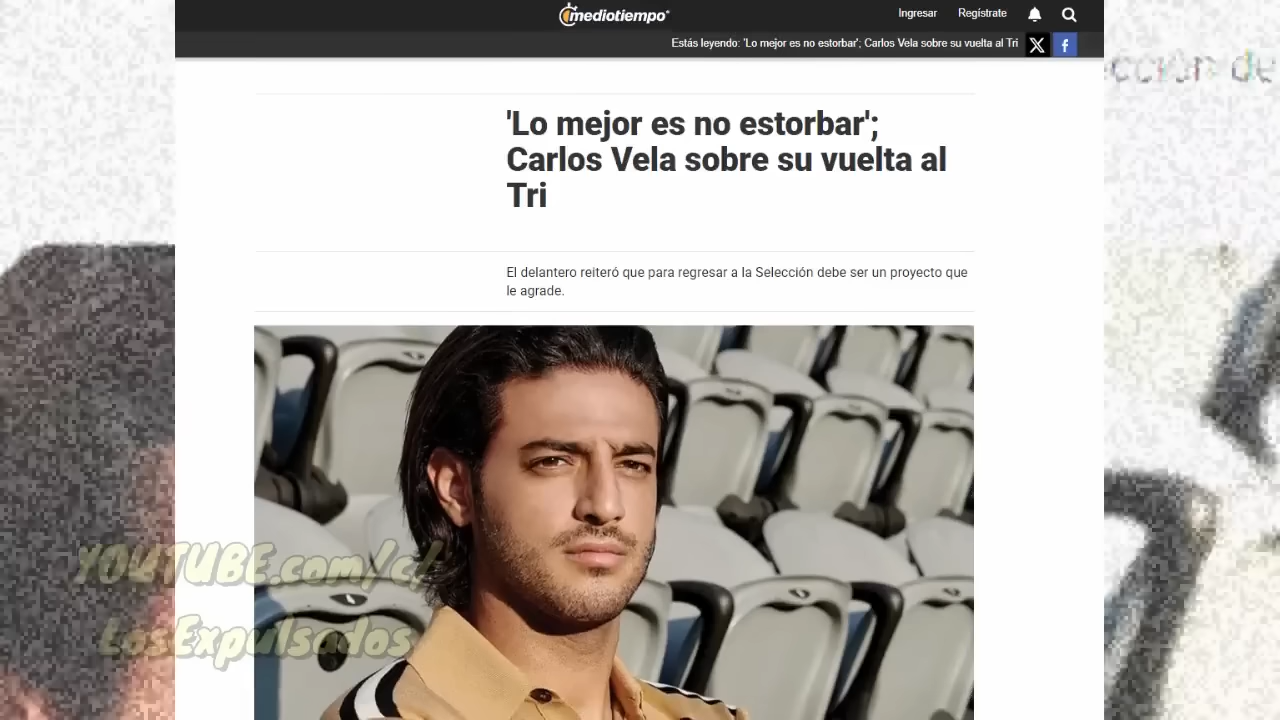 mediotiempo
Ingresar Regístrate
Estás leyendo: 'Lo mejor es no estorbar'; Carlos Vela sobre su vuelta al Tri
'Lo mejor es no estorbar';
Carlos Vela sobre su vuelta al
Tri
El delantero reiteró que para regresar a la Selección debe ser un proyecto que
le agrade.
YOUTUBE.com/c/
LosExpulsados